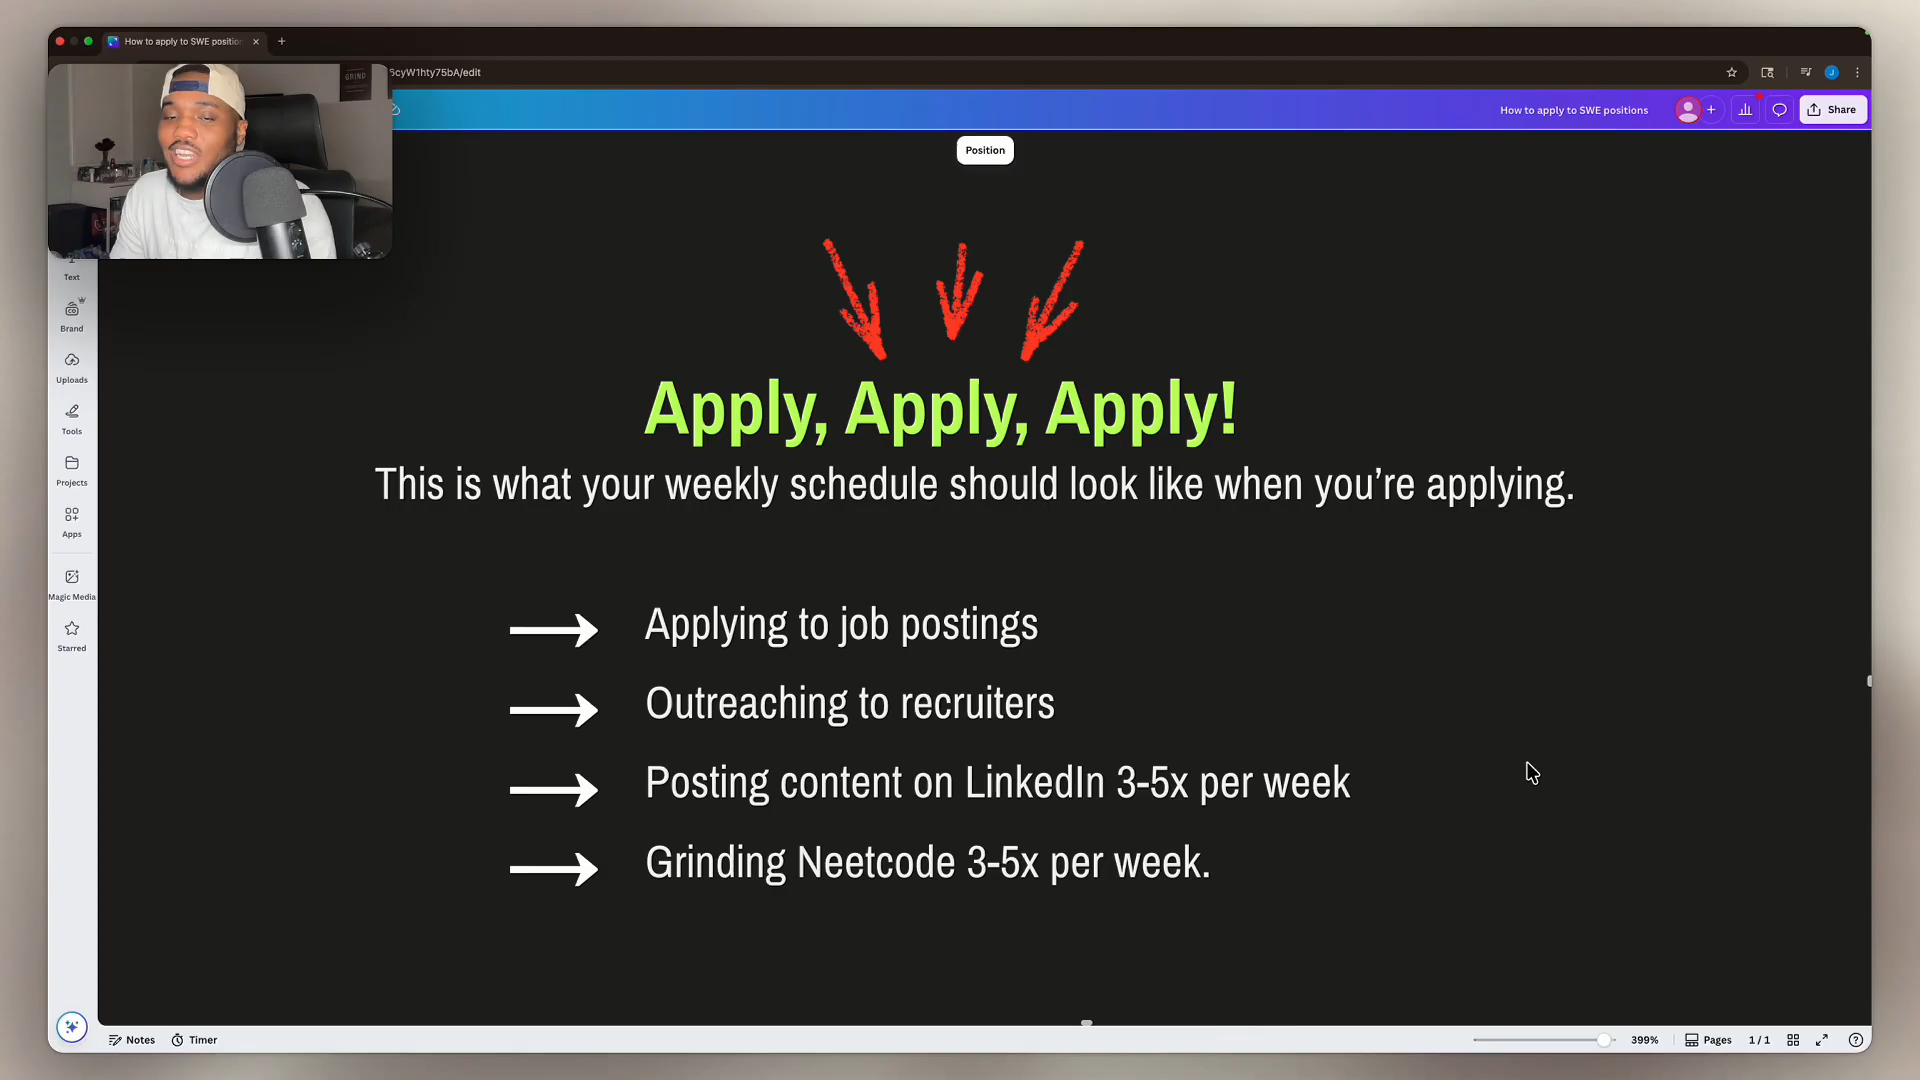 How to apply to SWE position
6cyW1hty75bA/edit
GRIND
How to apply to SWE positions
Share
Position
Text
Brand
Uploads
Tools
Projects
Apps
Magic Media
Starred
Apply, Apply, Apply!
This is what your weekly schedule should look like when you're applying.
Applying to job postings
Outreaching to recruiters
Posting content on LinkedIn 3-5x per week
Grinding Neetcode 3-5x per week.
Notes
Timer
399%
Pages
1 / 1